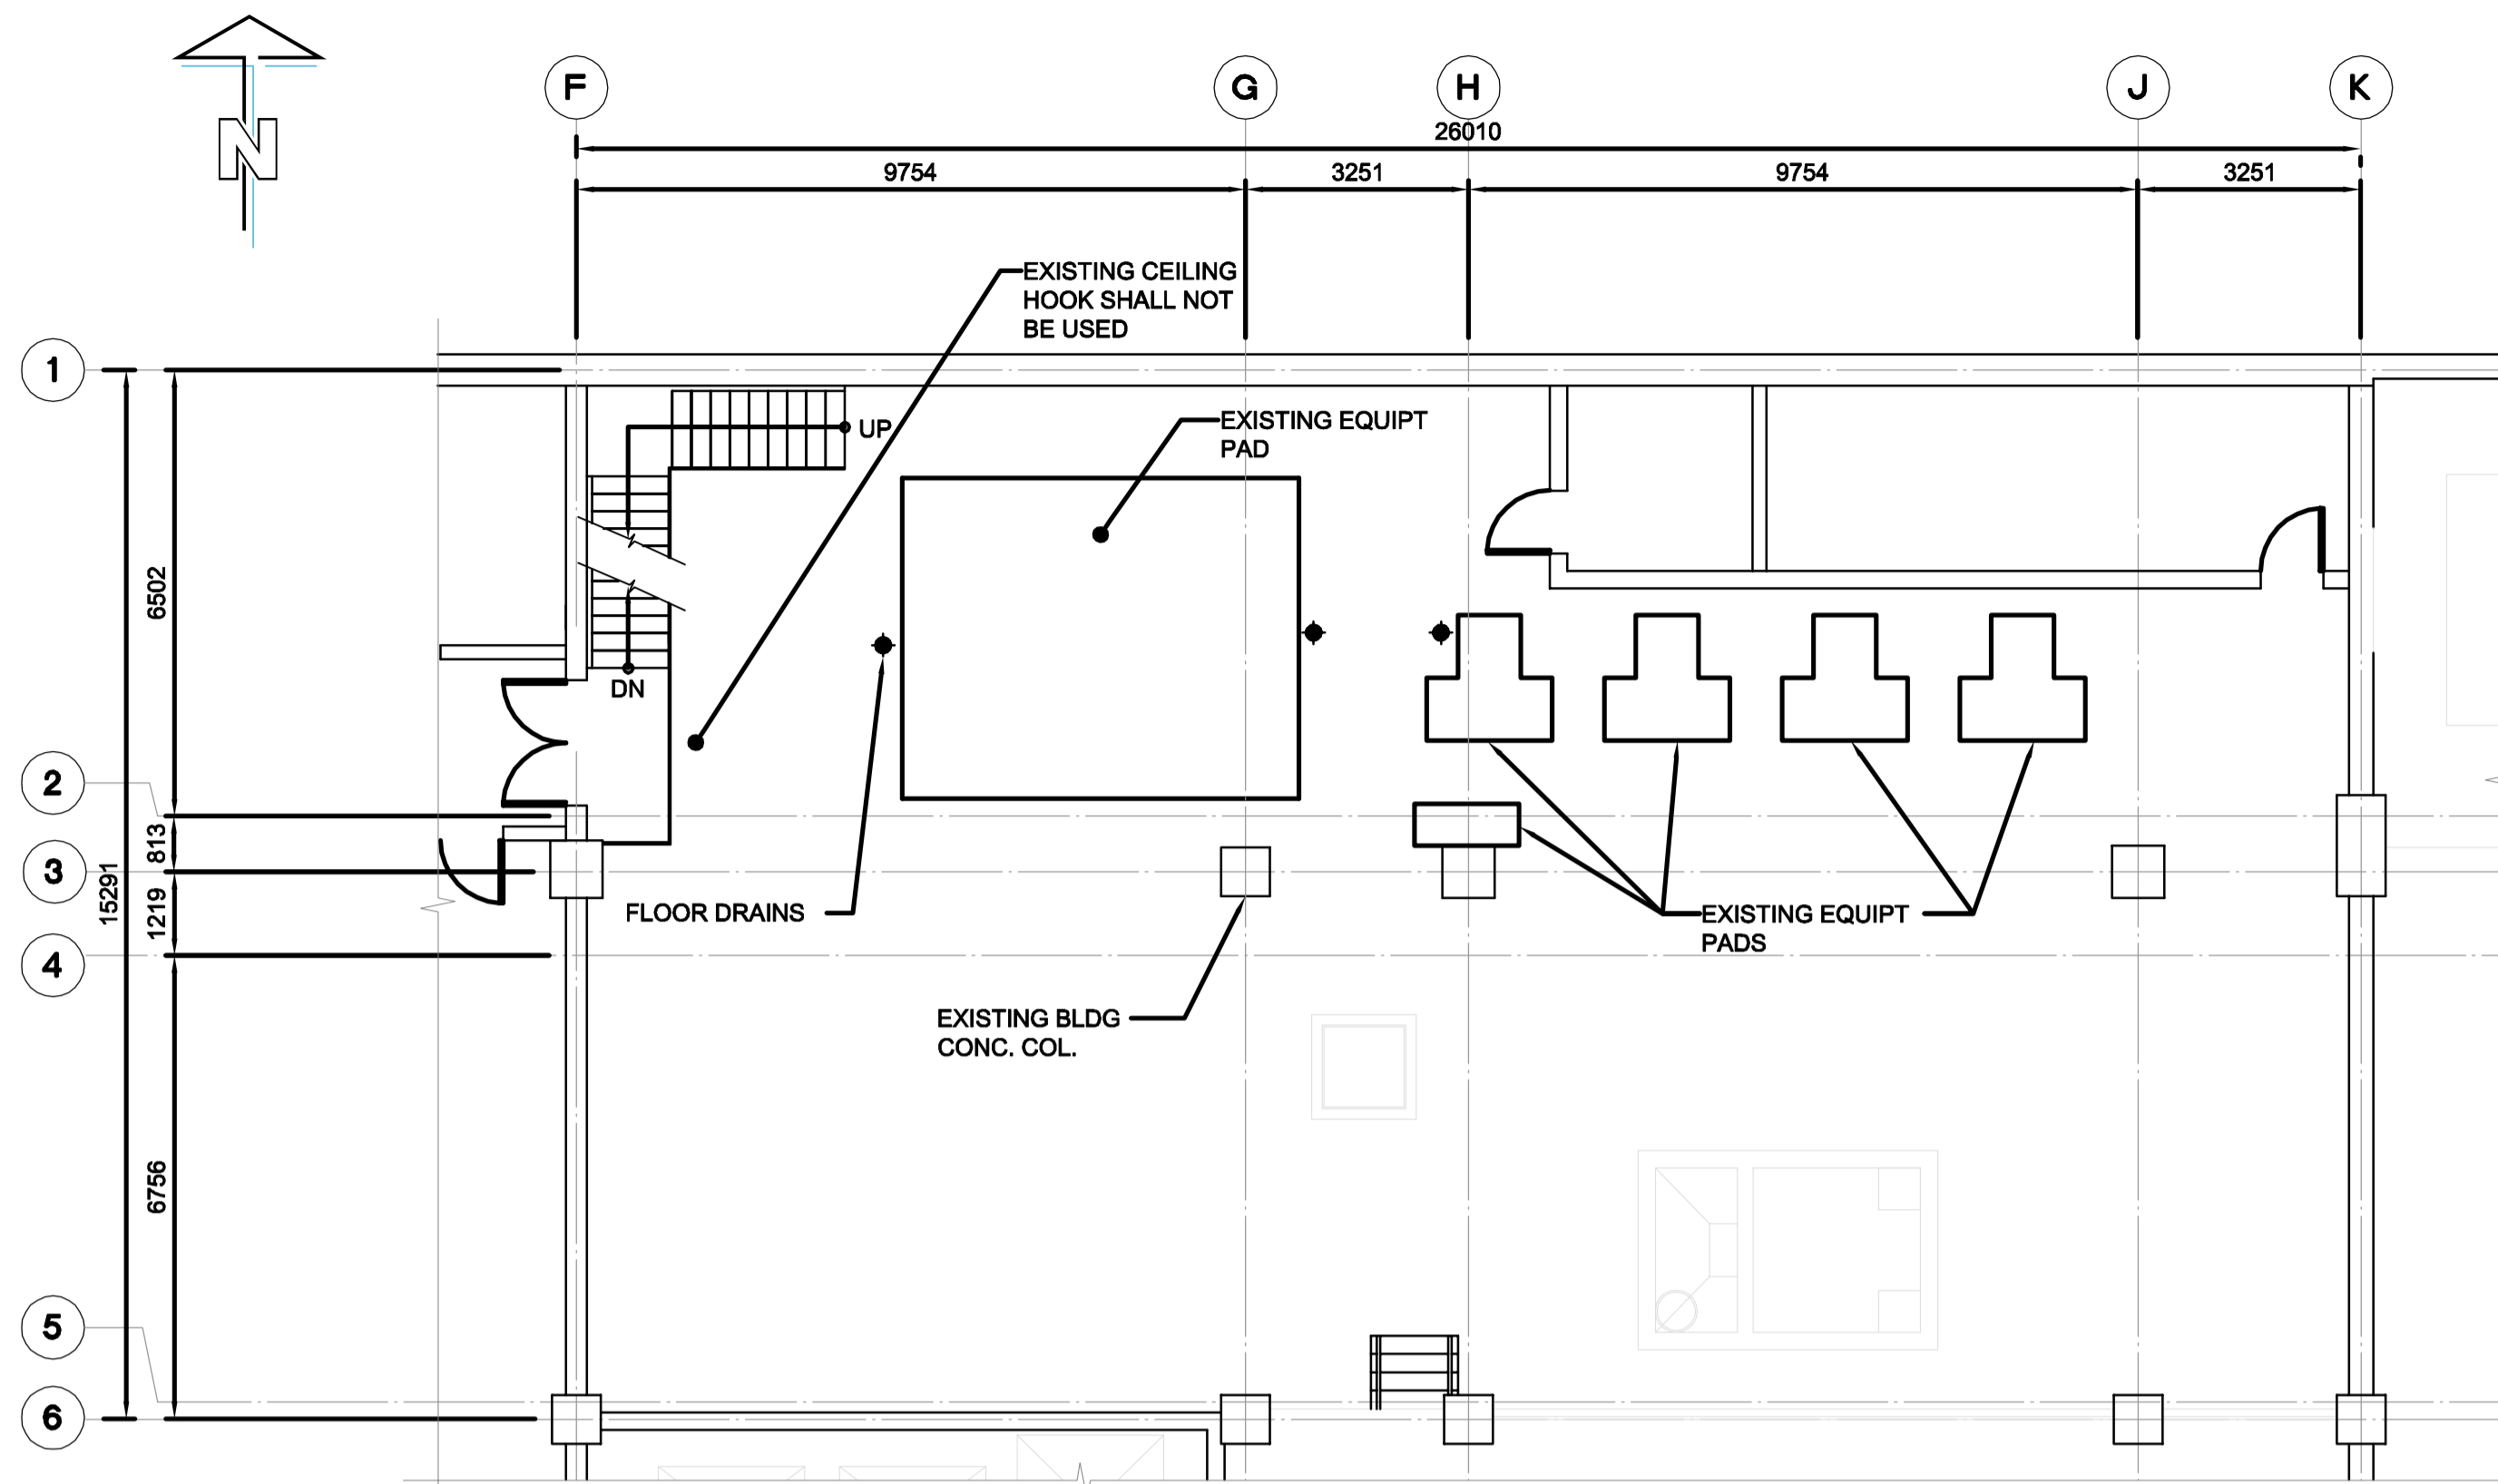 N
F
G
H
J
K
26010
9754
3251
9754
3251
EXISTING CEILING
HOOK SHALL NOT
BE USED
1
UP
EXISTING EQUIPT
PAD
6502
DN
2
813
3
15291
1219
FLOOR DRAINS
EXISTING EQUIPT
PADS
4
EXISTING BLDG
CONC. COL.
6756
5
6